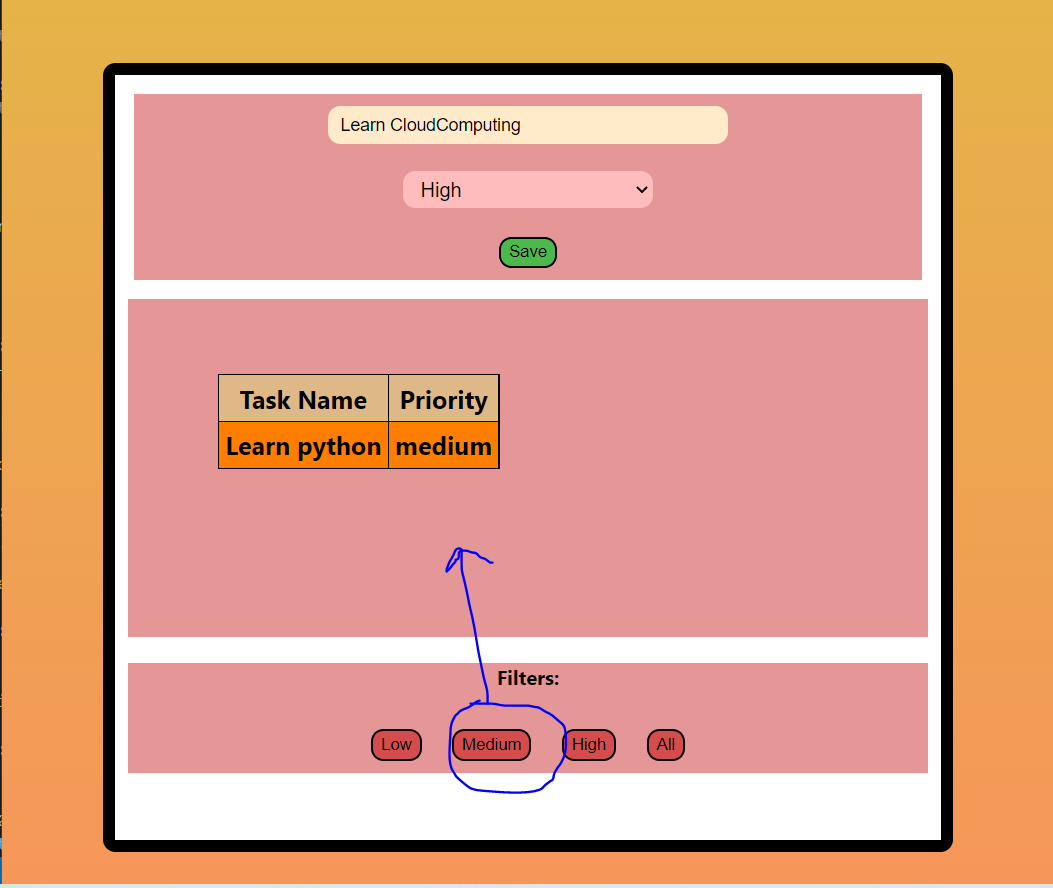 Learn CloudComputing
High
Save
Task Name Priority
Learn python medium
Filters:
Low Medium High All